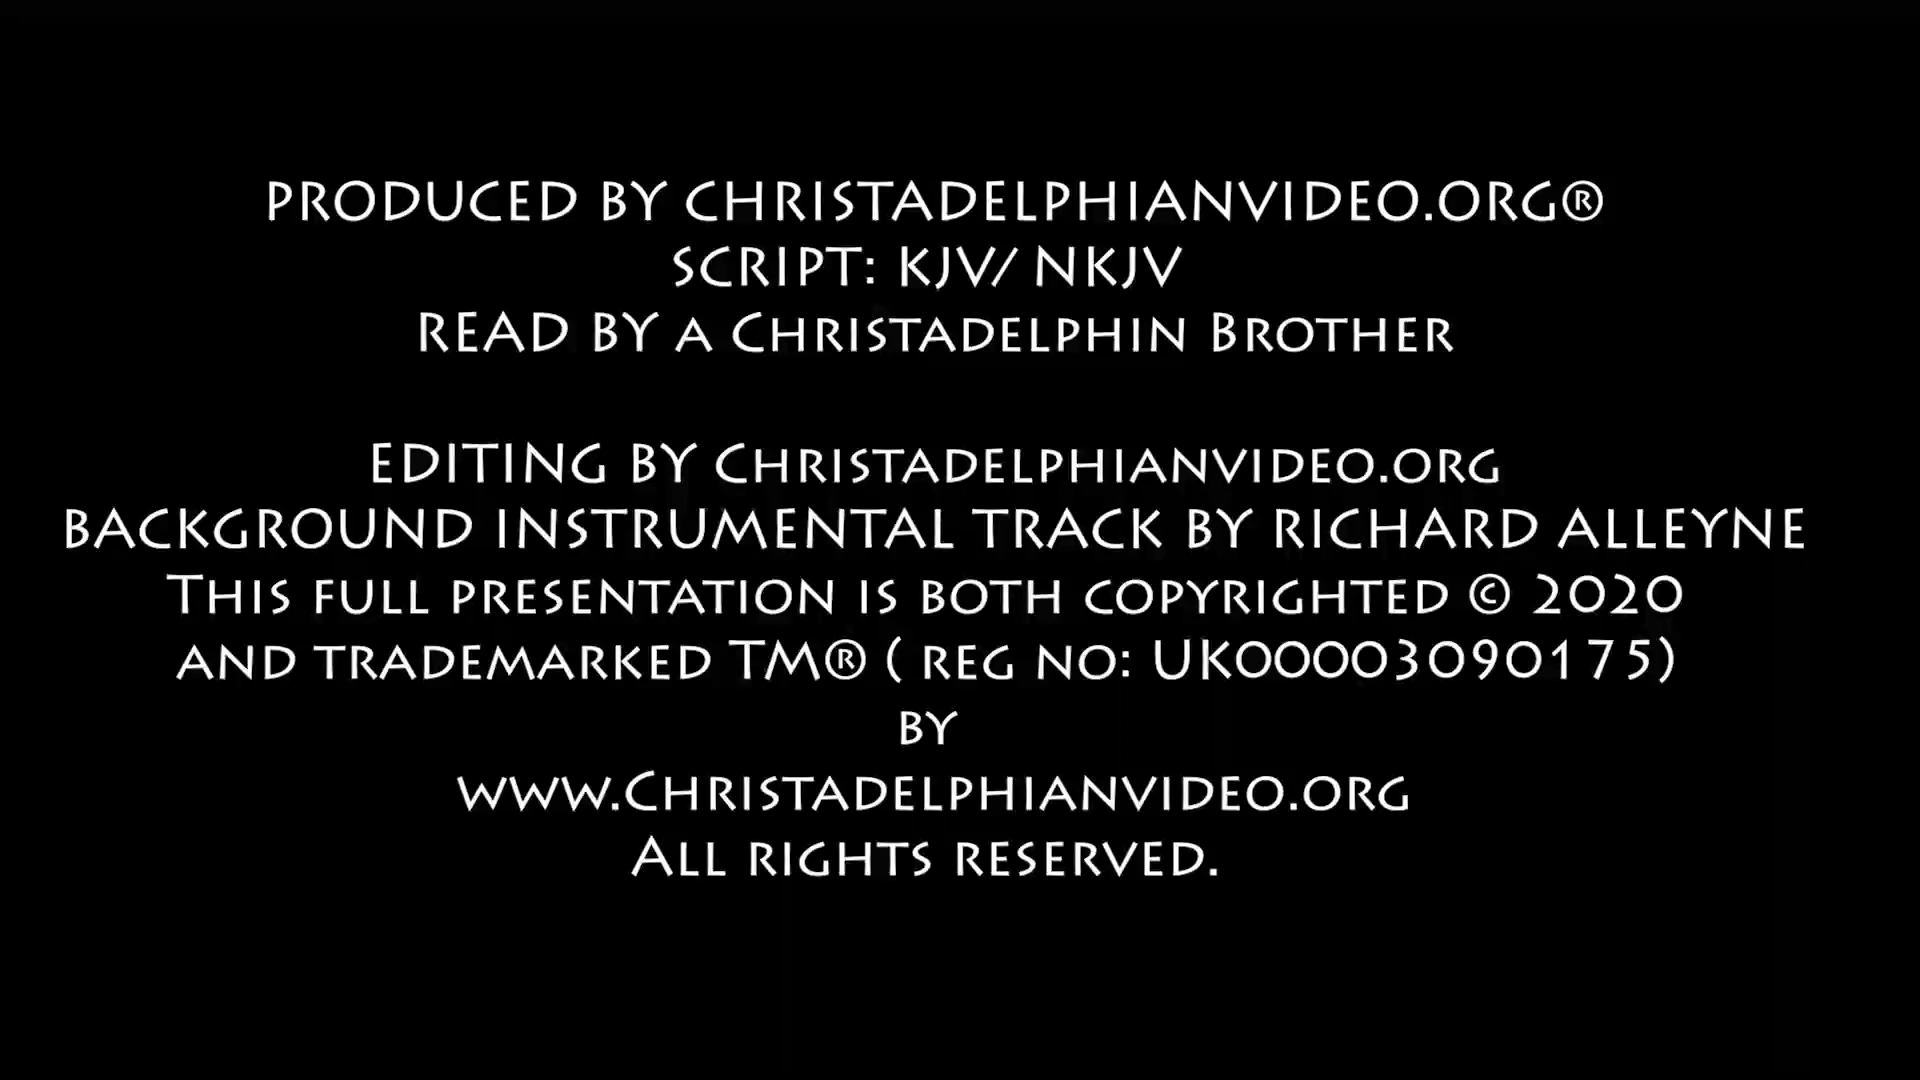 PRODUCED BY CHRISTADELPHIANVIDEO.ORG®
SCRIPT: KJV/ NKJV
READ BY A CHRISTADELPHIN BROTHER
EDITING BY CHRISTADELPHIANVIDEO.ORG
BACKGROUND INSTRUMENTAL TRACK BY RICHARD ALLEYNE
THIS FULL PRESENTATION IS BOTH COPYRIGHTED © 2020
AND TRADEMARKED TM® ( REG NO: UK00003090175)
BY
WWW.CHRISTADELPHIANVIDEO.ORG
ALL RIGHTS RESERVED.